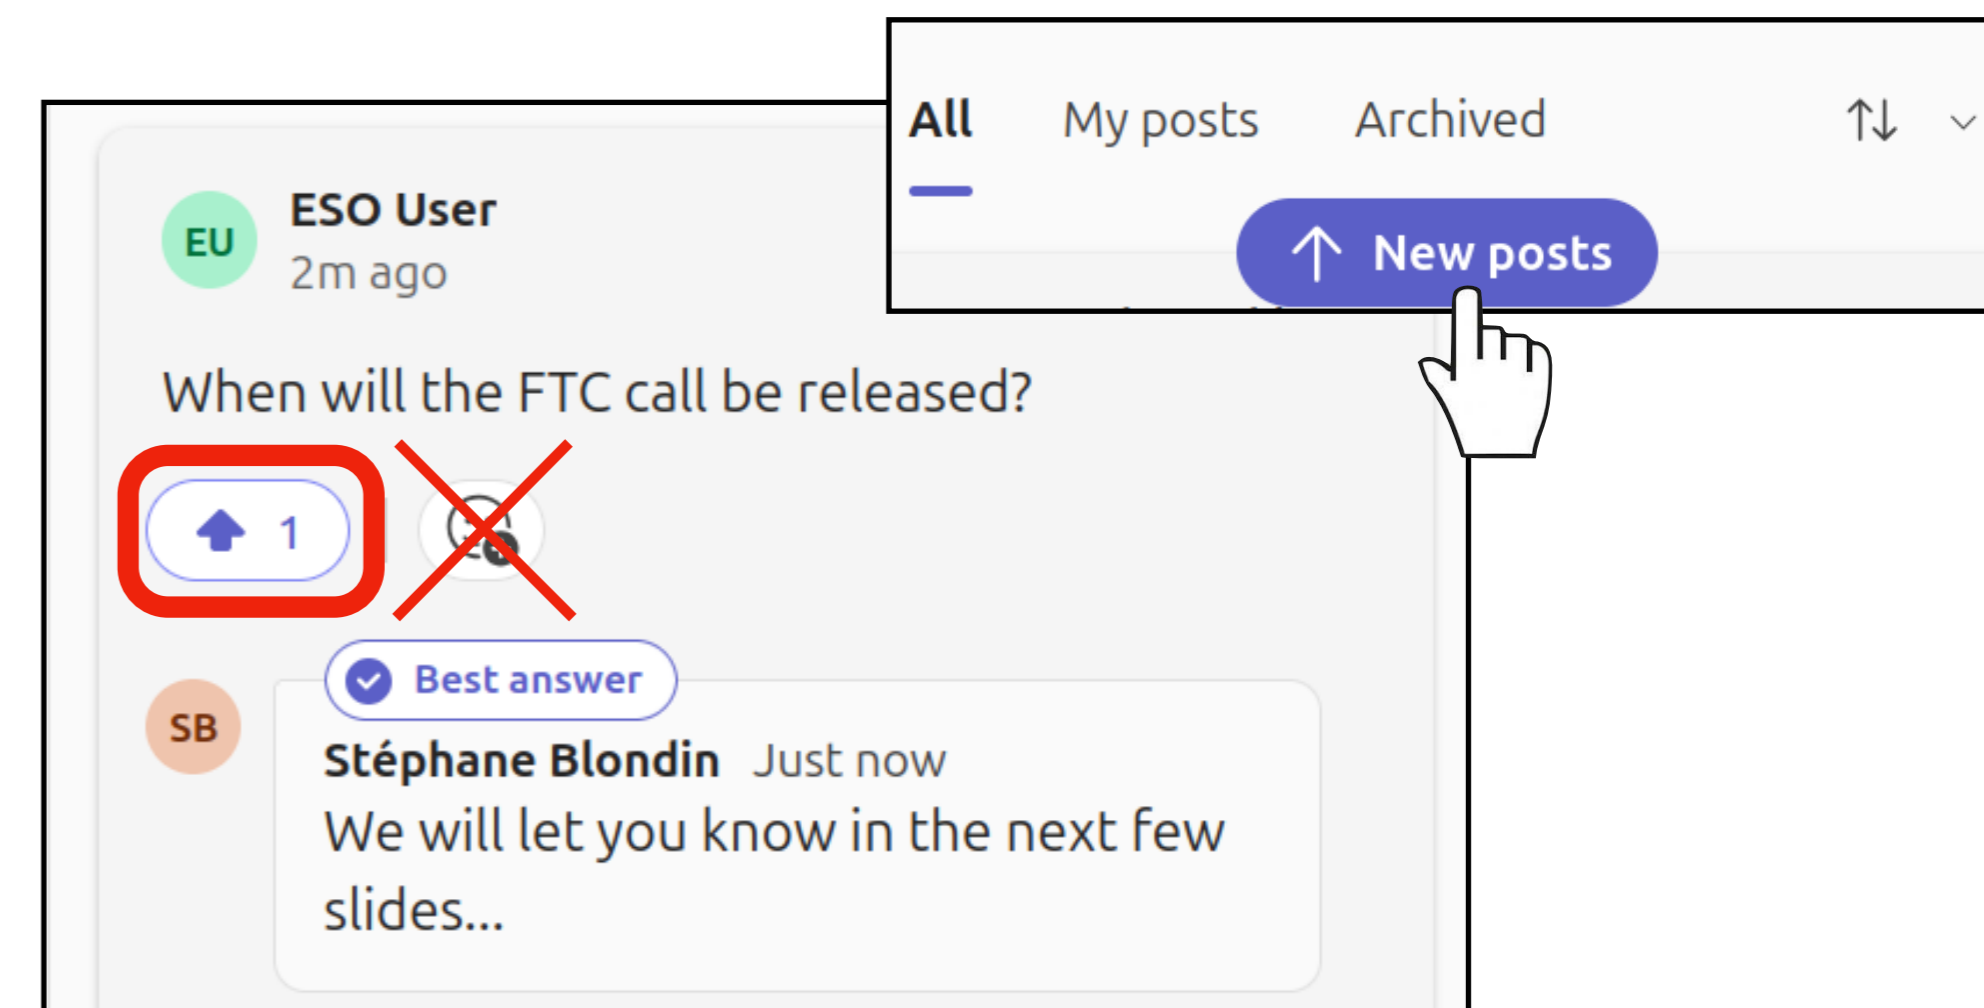 All My posts Archived
New posts
EU
ESO User
2m ago
When will the FTC call be released?
1
Best answer
SB
Stéphane Blondin Just now
We will let you know in the next few
slides...